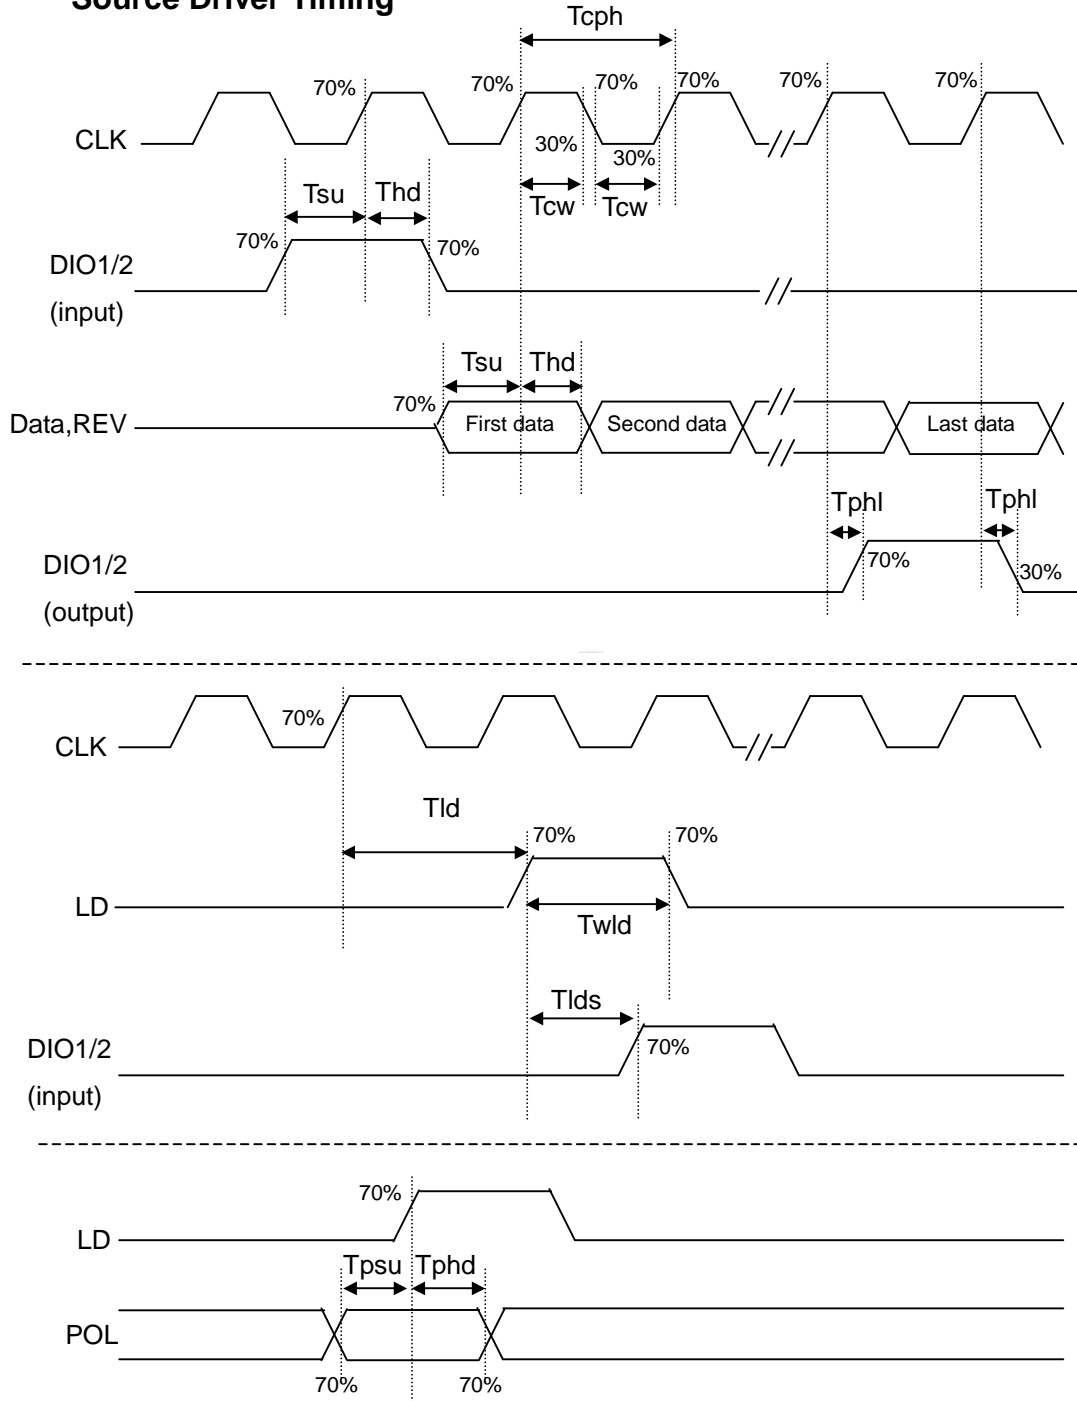 Source Driver Timing
Tcph
70% 70% 70% 70% 70% 70%
CLK
30% 30%
Tsu Thd Tcw Tcw
70% 70%
DIO1/2
(input)
Tsu Thd
70%
Data,REV First data Second data Last data
Tphl Tphl
DIO1/2 70% 30%
(output)
70%
CLK
Tld
70% 70%
LD
Twld
Tlds
DIO1/2 70%
(input)
70%
LD
Tpsu Tphd
POL
70% 70%